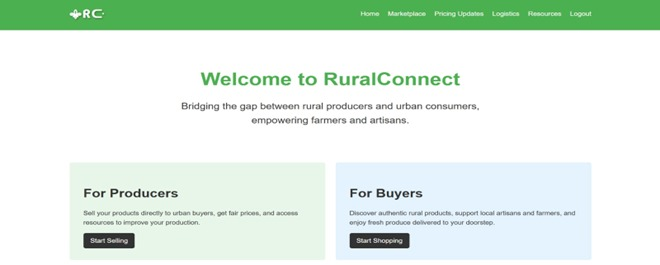 RC
Home Marketplace Pricing Updates Logistics Resources Logout
Welcome to RuralConnect
Bridging the gap between rural producers and urban consumers,
empowering farmers and artisans.
For Producers
Sell your products directly to urban buyers, get fair prices, and access
resources to improve your production.
Start Selling
For Buyers
Discover authentic rural products, support local artisans and farmers, and
enjoy fresh produce delivered to your doorstep.
Start Shopping